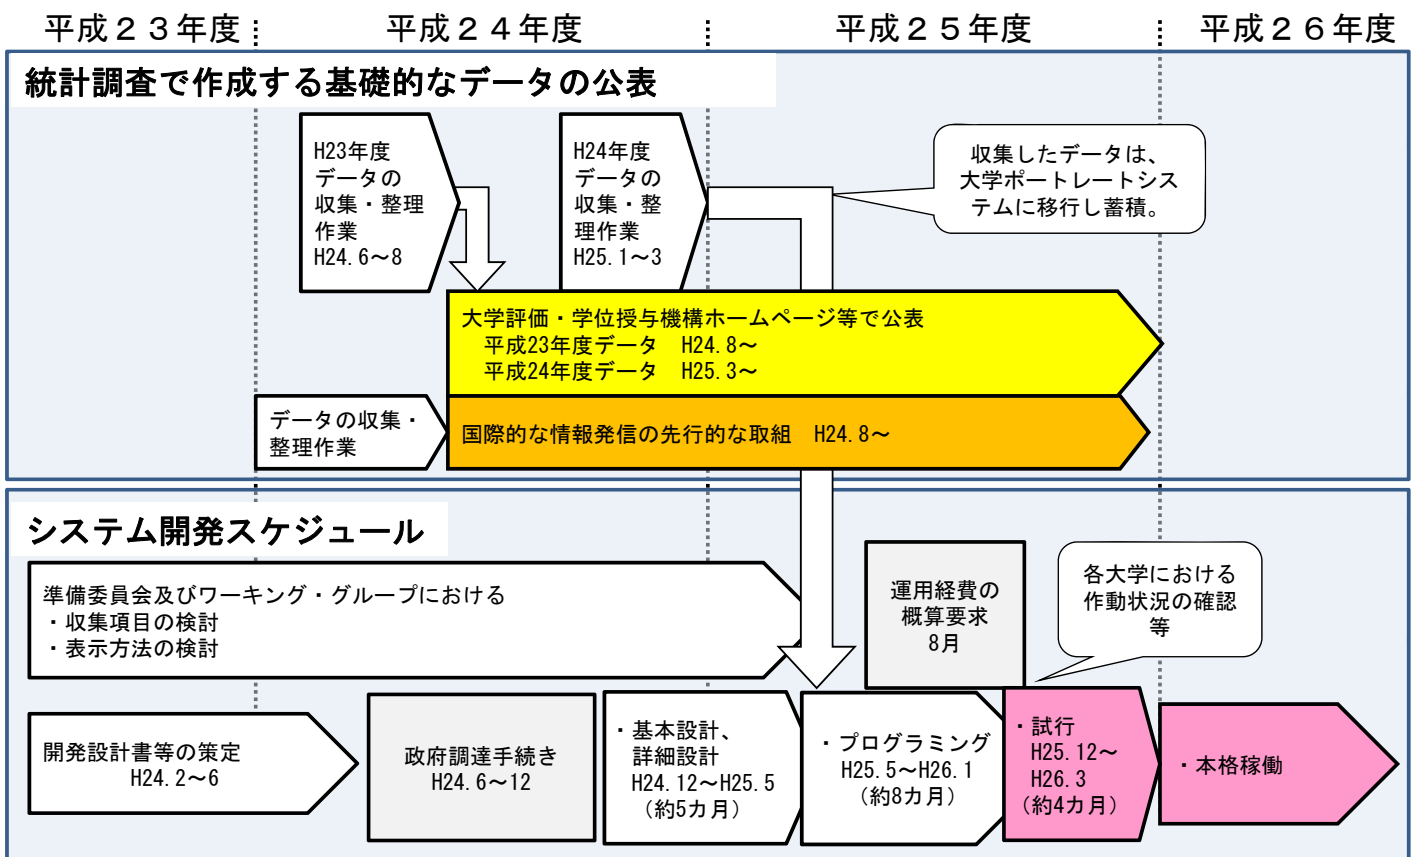 平成２３年度
平成２４年度
平成２５年度
平成２６年度
統計調査で作成する基礎的なデータの公表
H23年度
データの
収集・整理
作業
H24.6～8
H24年度
データの
収集・整
理作業
H25.1～3
収集したデータは、
大学ポートレートシス
テムに移行し蓄積。
大学評価・学位授与機構ホームページ等で公表
平成23年度データ　H24.8～
平成24年度データ　H25.3～
データの収集・
整理作業
国際的な情報発信の先行的な取組　H24.8～
システム開発スケジュール
準備委員会及びワーキング・グループにおける
・収集項目の検討
・表示方法の検討
運用経費の
概算要求
8月
各大学における
作動状況の確認
等
開発設計書等の策定
H24.2～6
政府調達手続き
H24.6～12
・基本設計、
詳細設計
H24.12～H25.5
（約5カ月）
・プログラミング
H25.5～H26.1
（約8カ月）
・試行
H25.12～
H26.3
（約4カ月）
・本格稼働